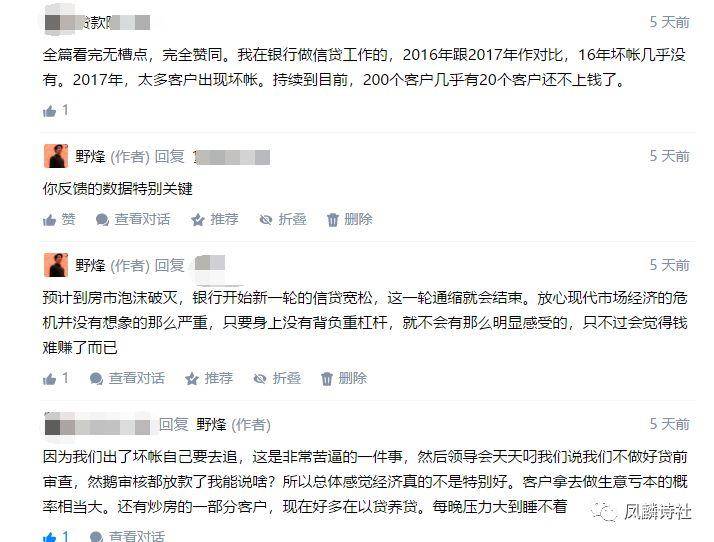 贷款 5 天前
全篇看完无槽点，完全赞同。我在银行做信贷工作的，2016年跟2017年作对比，16年坏帐几乎没
有。2017年，太多客户出现坏帐。持续到目前，200个客户几乎有20个客户还不上钱了。
1
野烽 (作者) 回复 5 天前
你反馈的数据特别关键
赞 查看对话 推荐 折叠 删除
野烽 (作者) 回复 5 天前
预计到房市泡沫破灭，银行开始新一轮的信贷宽松，这一轮通缩就会结束。放心现代市场经济的危
机并没有想象的那么严重，只要身上没有背负重杠杆，就不会有那么明显感受的，只不过会觉得钱
难赚了而已
1 查看对话 推荐 折叠 删除
回复 野烽 (作者) 5 天前
因为我们出了坏帐自己要去追，这是非常苦逼的一件事，然后领导会天天叼我们说我们不做好贷前
审查，然鹅审核都放款了我能说啥？所以总体感觉经济真的不是特别好。客户拿去做生意亏本的概
率相当大。还有炒房的一部分客户，现在好多在以贷养贷。每晚压力大到睡不着
凤麟诗社
1 查看对话